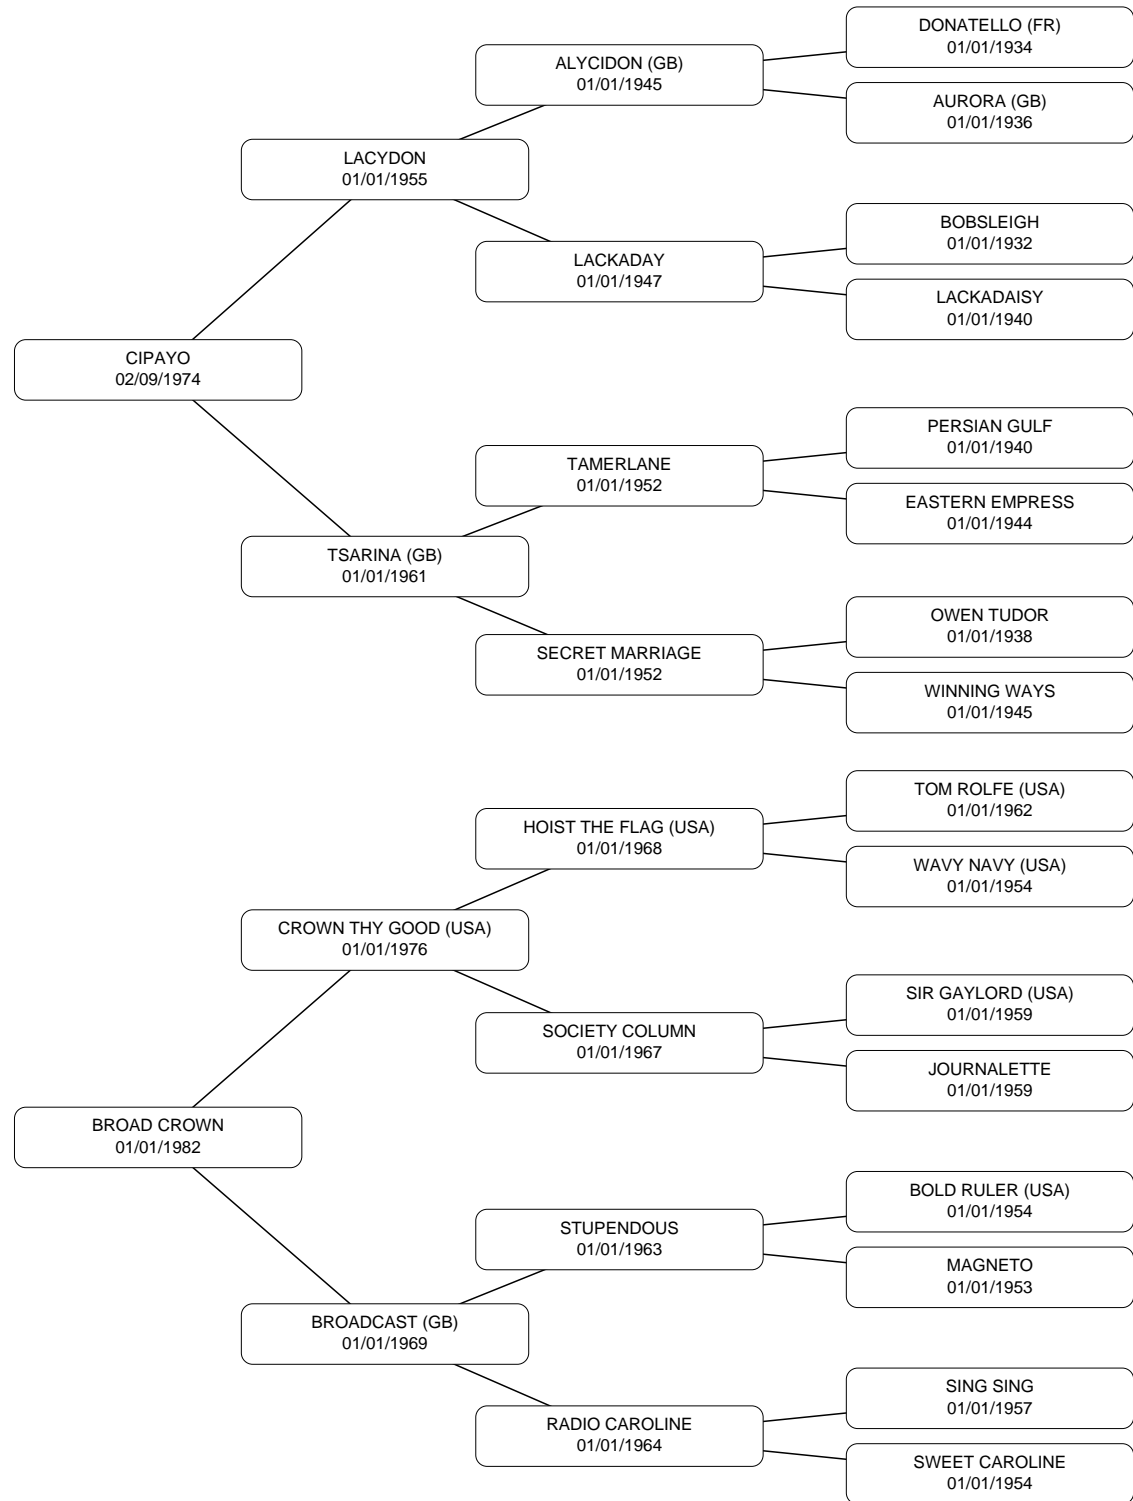 DONATELLO (FR)
01/01/1934
ALYCIDON (GB)
01/01/1945
AURORA (GB)
01/01/1936
LACYDON
01/01/1955
BOBSLEIGH
01/01/1932
LACKADAY
01/01/1947
LACKADAISY
01/01/1940
CIPAYO
02/09/1974
PERSIAN GULF
01/01/1940
TAMERLANE
01/01/1952
EASTERN EMPRESS
01/01/1944
TSARINA (GB)
01/01/1961
OWEN TUDOR
01/01/1938
SECRET MARRIAGE
01/01/1952
WINNING WAYS
01/01/1945
TOM ROLFE (USA)
01/01/1962
HOIST THE FLAG (USA)
01/01/1968
WAVY NAVY (USA)
01/01/1954
CROWN THY GOOD (USA)
01/01/1976
SIR GAYLORD (USA)
01/01/1959
SOCIETY COLUMN
01/01/1967
JOURNALETTE
01/01/1959
BROAD CROWN
01/01/1982
BOLD RULER (USA)
01/01/1954
STUPENDOUS
01/01/1963
MAGNETO
01/01/1953
BROADCAST (GB)
01/01/1969
SING SING
01/01/1957
RADIO CAROLINE
01/01/1964
SWEET CAROLINE
01/01/1954